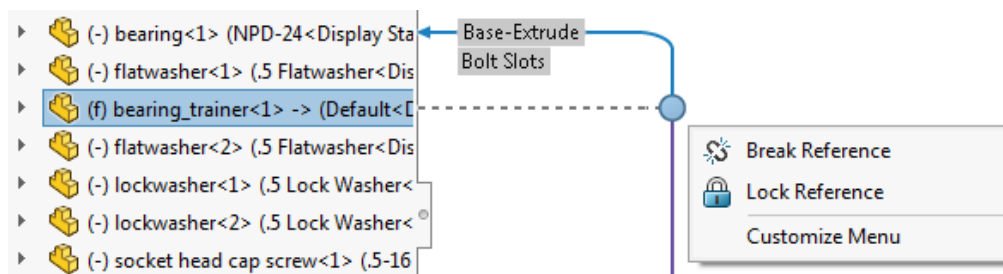 (-) bearing<1> (NPD-24<Display Sta
Base-Extrude
Bolt Slots
(-) flatwasher<1> (.5 Flatwasher<Dis
(f) bearing_trainer<1> -> (Default<D
(-) flatwasher<2> (.5 Flatwasher<Dis
(-) lockwasher<1> (.5 Lock Washer<
(-) lockwasher<2> (.5 Lock Washer<
(-) socket head cap screw<1> (.5-16
Break Reference
Lock Reference
Customize Menu